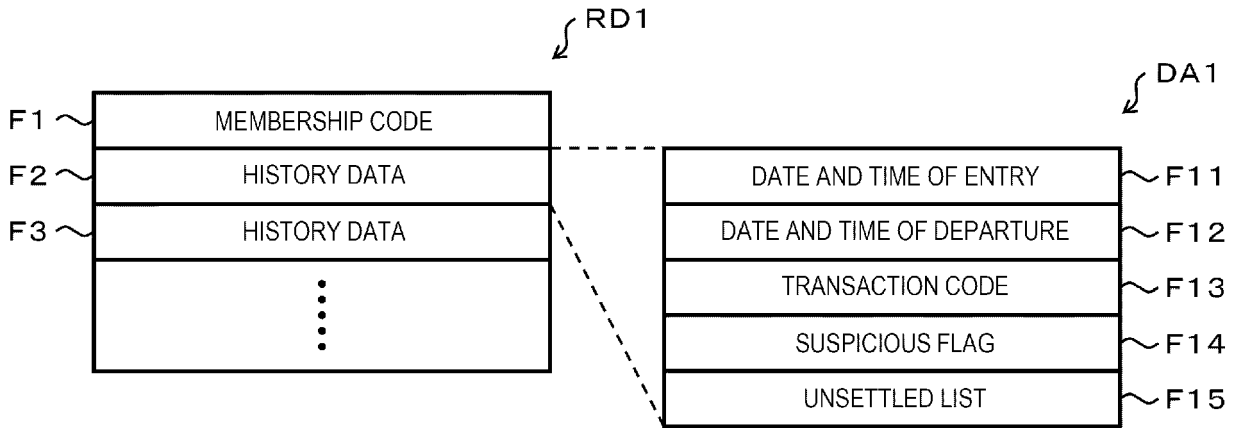 RD1
DA1
F1 MEMBERSHIP CODE
F2 HISTORY DATA
F3 HISTORY DATA
DATE AND TIME OF ENTRY F11
DATE AND TIME OF DEPARTURE F12
TRANSACTION CODE F13
SUSPICIOUS FLAG F14
UNSETTLED LIST F15